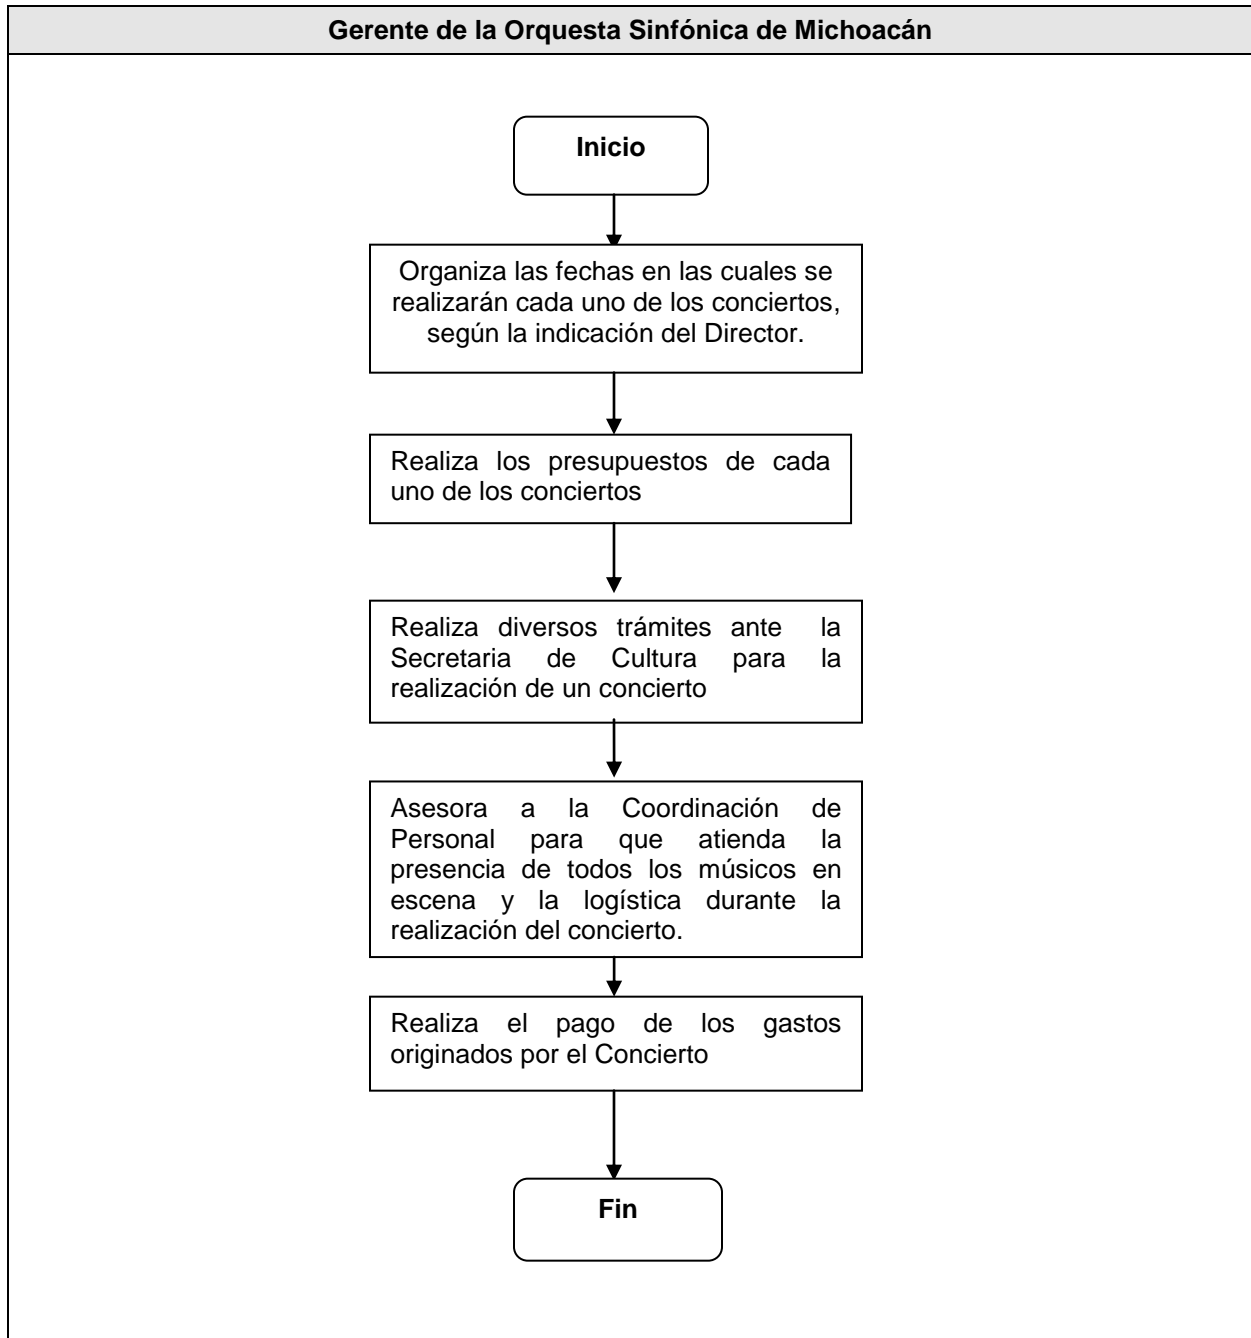 Gerente de la Orquesta Sinfónica de Michoacán
Inicio
Organiza las fechas en las cuales se
realizarán cada uno de los conciertos,
según la indicación del Director.
Realiza los presupuestos de cada
uno de los conciertos
Realiza diversos trámites ante la
Secretaria de Cultura para la
realización de un concierto
Asesora a la Coordinación de
Personal para que atienda la
presencia de todos los músicos en
escena y la logística durante la
realización del concierto.
Realiza el pago de los gastos
originados por el Concierto
Fin